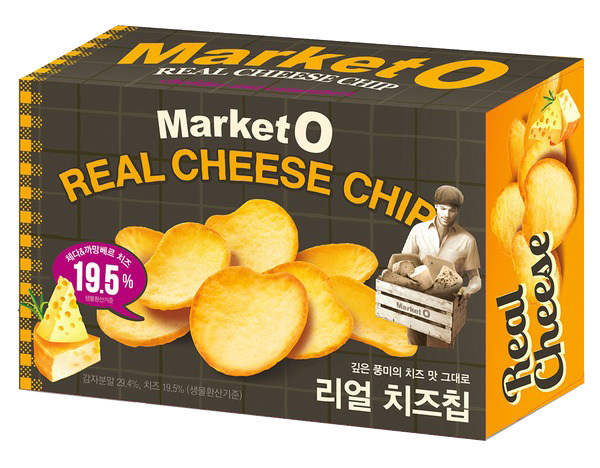 Market O
REAL CHEESE CHIP
Market O
REAL CHEESE CHIP
체다&까망베르 치즈
19.5%
생물환산기준
Market O
깊은 풍미의 치즈 맛 그대로
리얼 치즈칩
감자분말 29.4%, 치즈 19.5% (생물환산기준)
Real
Cheese